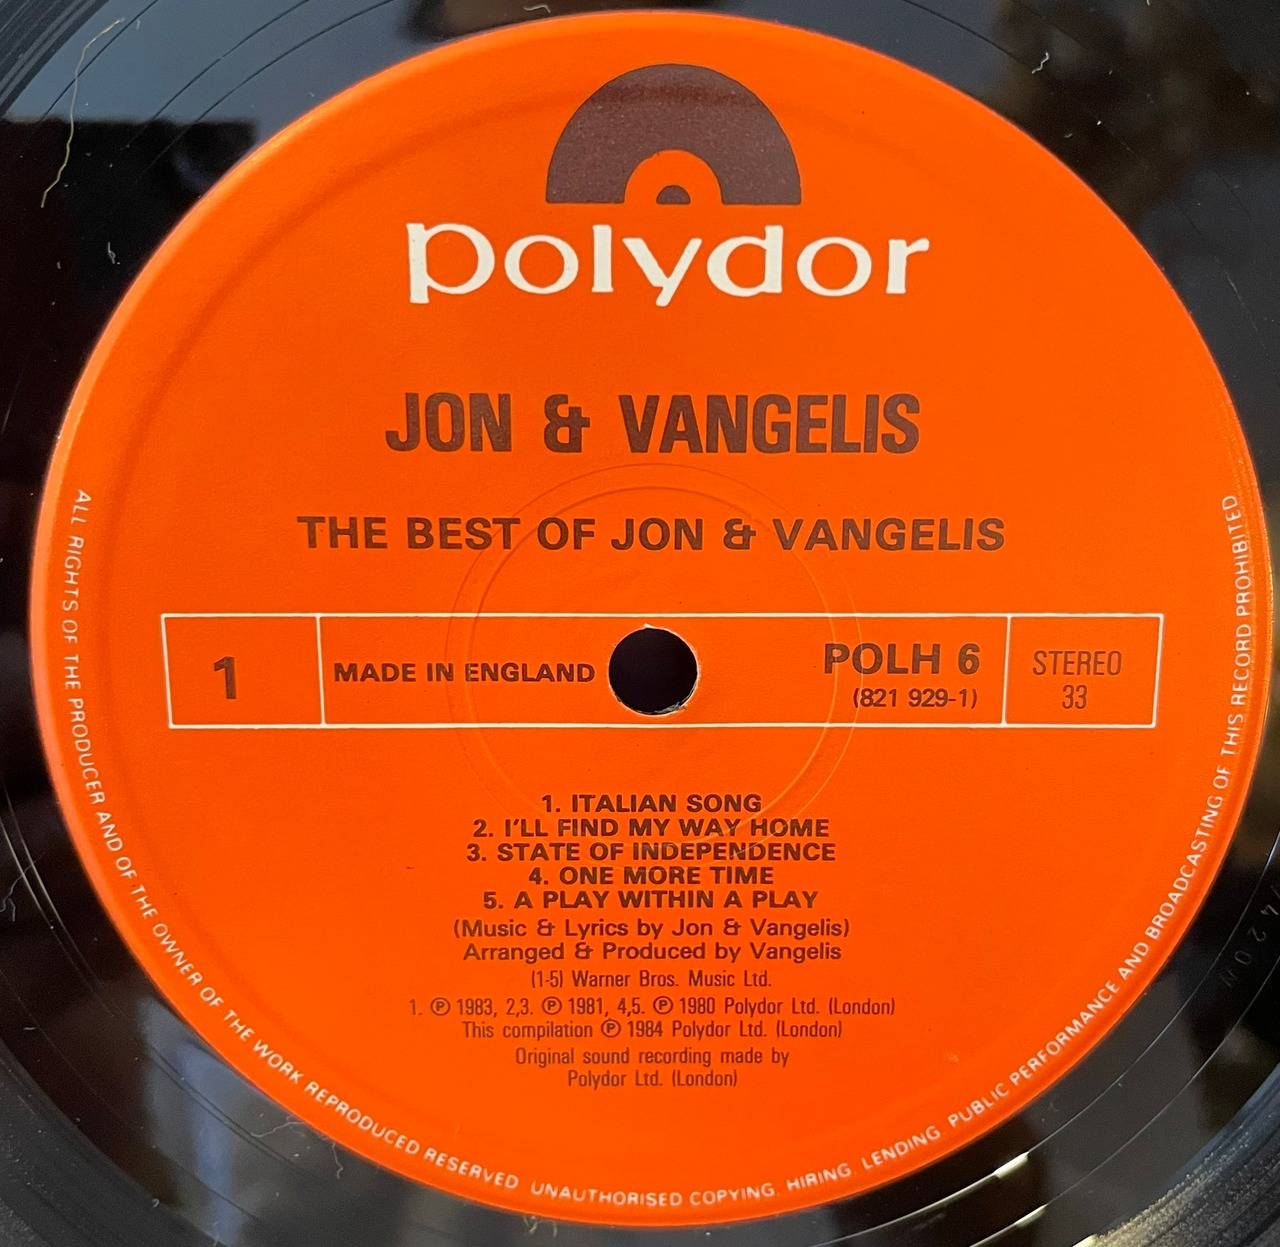 polydor
JON & VANGELIS
THE BEST OF JON & VANGELIS
1
MADE IN ENGLAND
POLH 6
(821 929-1)
STEREO
33
1. ITALIAN SONG
2. I'LL FIND MY WAY HOME
3. STATE OF INDEPENDENCE
4. ONE MORE TIME
5. A PLAY WITHIN A PLAY
(Music & Lyrics by Jon & Vangelis)
Arranged & Produced by Vangelis
(1-5) Warner Bros. Music Ltd.
1. ℗ 1983, 2,3. ℗ 1981, 4,5. ℗ 1980 Polydor Ltd. (London)
This compilation ℗ 1984 Polydor Ltd. (London)
Original sound recording made by
Polydor Ltd. (London)
ALL RIGHTS OF THE PRODUCER AND OF THE OWNER OF THE WORK REPRODUCED RESERVED UNAUTHORISED COPYING, HIRING, LENDING, PUBLIC PERFORMANCE AND BROADCASTING OF THIS RECORD PROHIBITED